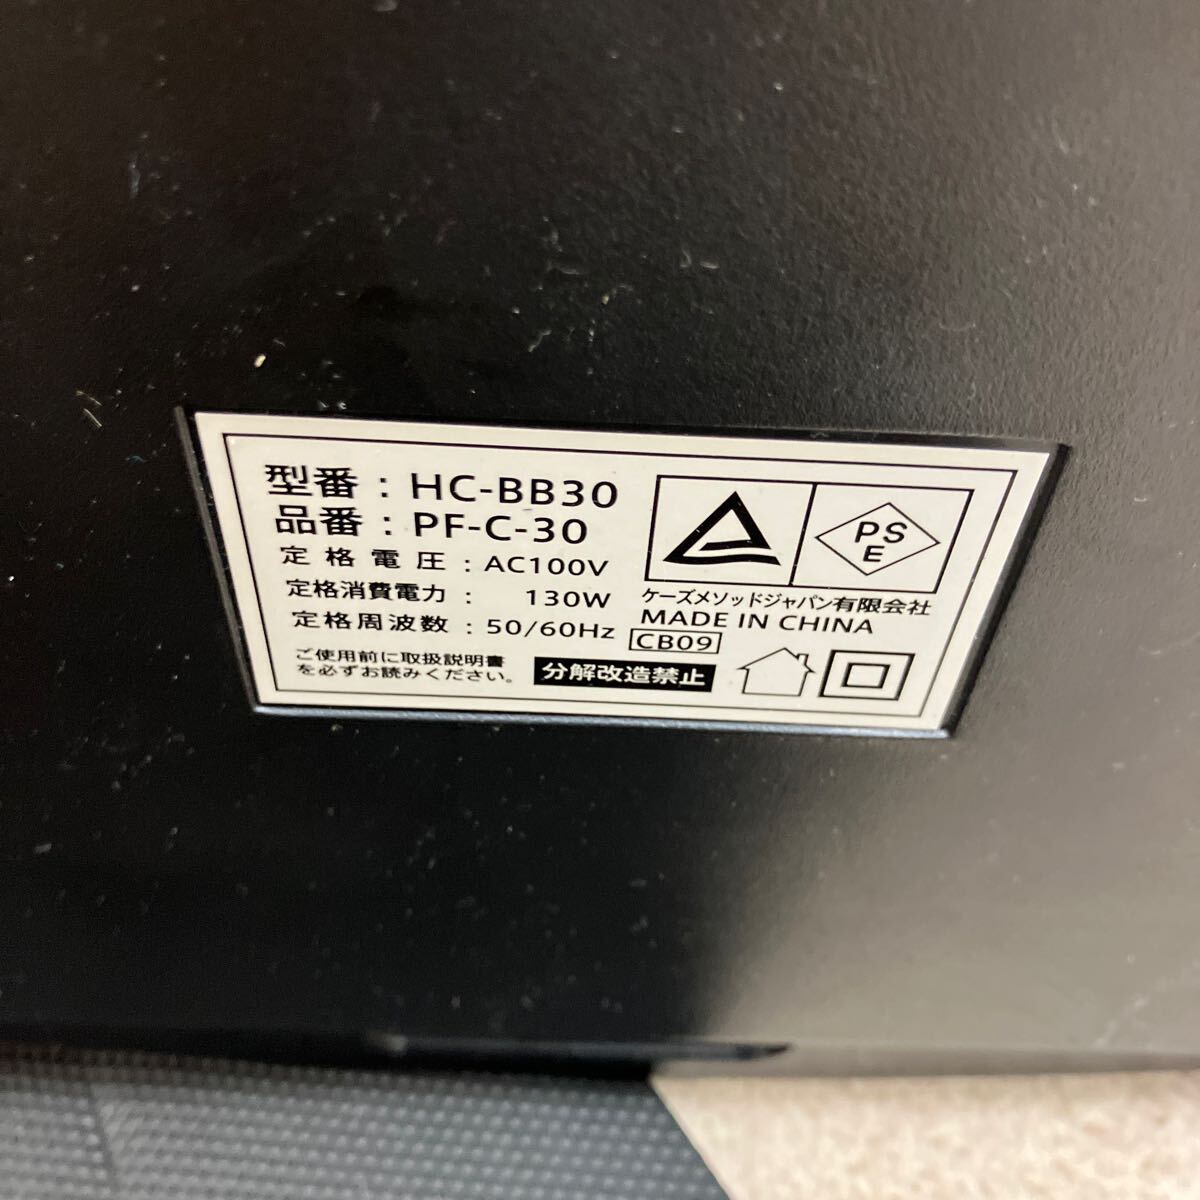 型番 : HC-BB30
品番 : PF-C-30
定格電圧 : AC100V
定格消費電力 : 130W
定格周波数 : 50/60Hz
ご使用前に取扱説明書
を必ずお読みください。
分解改造禁止
PS
E
ケーズメソッドジャパン有限会社
MADE IN CHINA
CB09